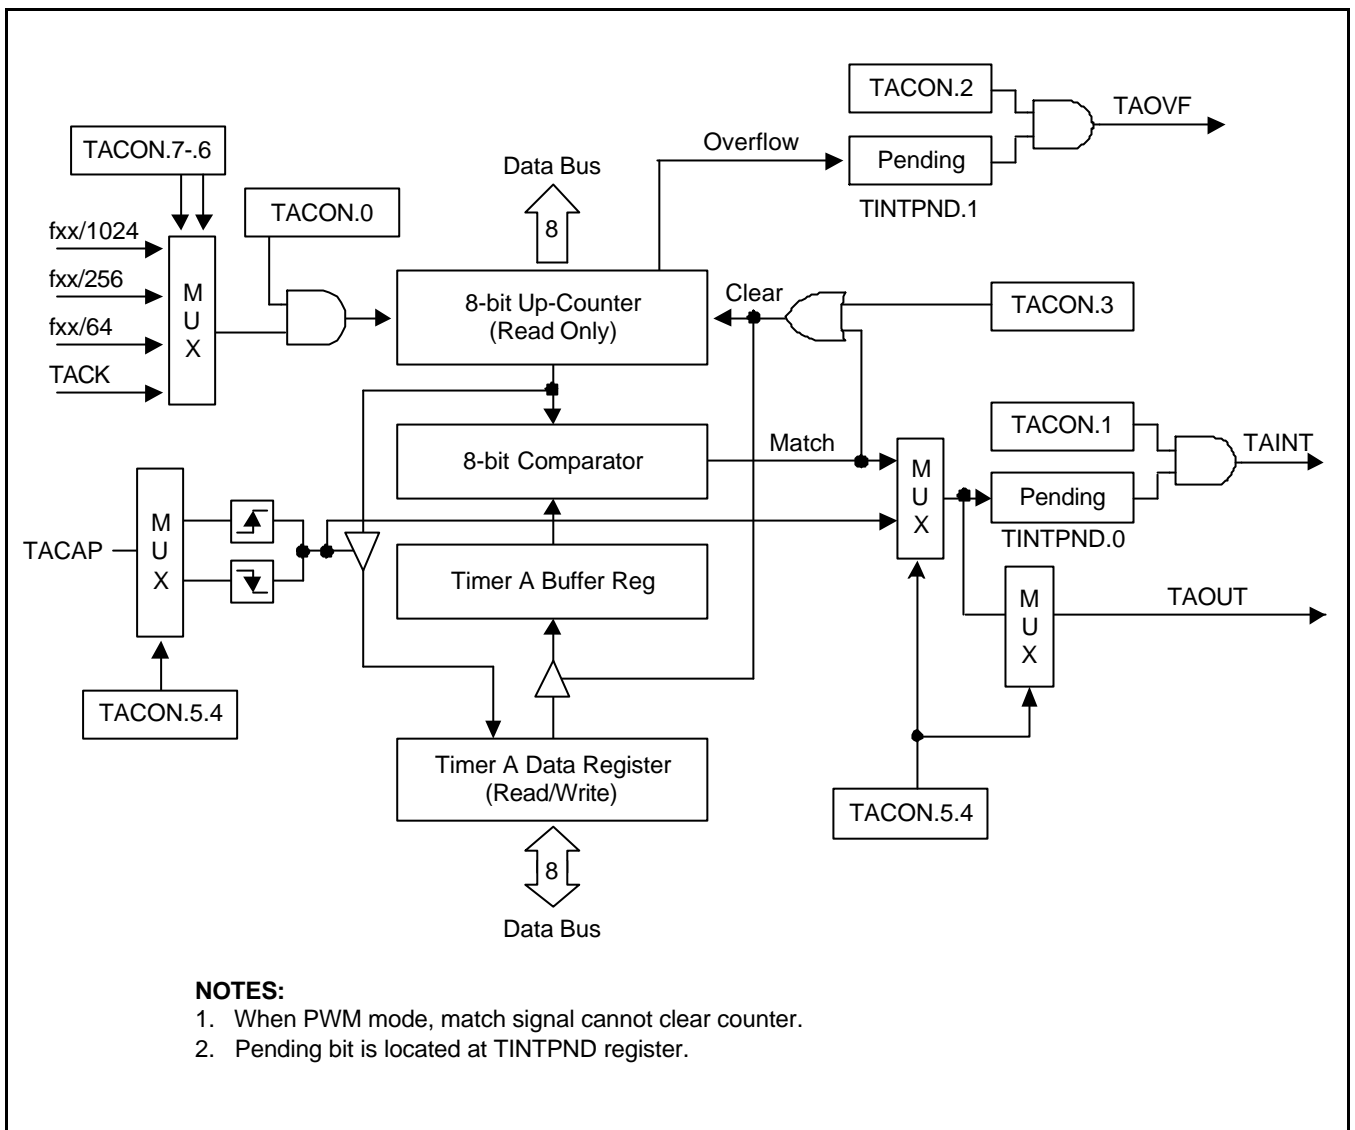 TACON.2
TAOVF
Overflow
Pending
TINTPND.1
TACON.7-.6
Data Bus
8
TACON.0
fxx/1024
fxx/256
fxx/64
TACK
M
U
X
8-bit Up-Counter
(Read Only)
Clear
TACON.3
8-bit Comparator
Match
M
U
X
TACON.1
TAINT
Pending
TINTPND.0
TACAP
M
U
X
Timer A Buffer Reg
M
U
X
TAOUT
TACON.5.4
Timer A Data Register
(Read/Write)
TACON.5.4
8
Data Bus
NOTES:
1. When PWM mode, match signal cannot clear counter.
2. Pending bit is located at TINTPND register.